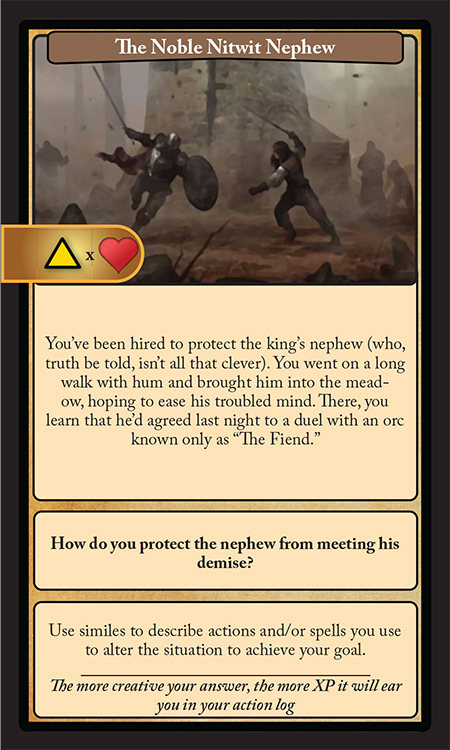 The Noble Nitwit Nephew
x
You've been hired to protect the king's nephew (who,
truth be told, isn't all that clever). You went on a long
walk with hum and brought him into the mead-
ow, hoping to ease his troubled mind. There, you
learn that he'd agreed last night to a duel with an orc
known only as “The Fiend.”
How do you protect the nephew from meeting his
demise?
Use similes to describe actions and/or spells you use
to alter the situation to achieve your goal.
The more creative your answer, the more XP it will ear
you in your action log